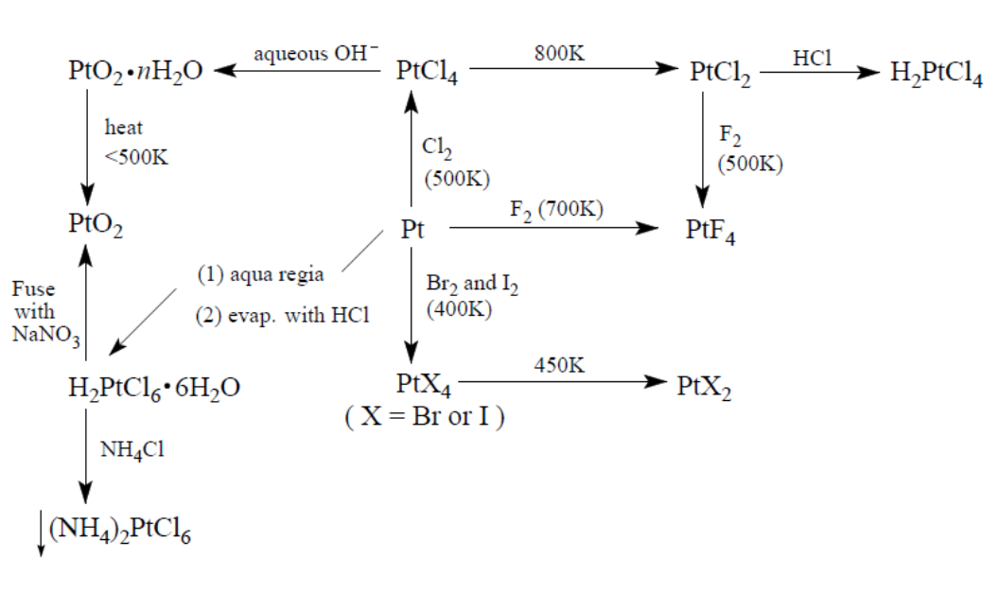 PtO₂•nH₂O
aqueous OH⁻
PtCl₄
800K
PtCl₂
HCl
H₂PtCl₄
heat
<500K
Cl₂
(500K)
F₂
(500K)
PtO₂
Pt
F₂ (700K)
PtF₄
Fuse
with
NaNO₃
(1) aqua regia
(2) evap. with HCl
Br₂ and I₂
(400K)
H₂PtCl₆•6H₂O
PtX₄
( X = Br or I )
450K
PtX₂
NH₄Cl
(NH₄)₂PtCl₆